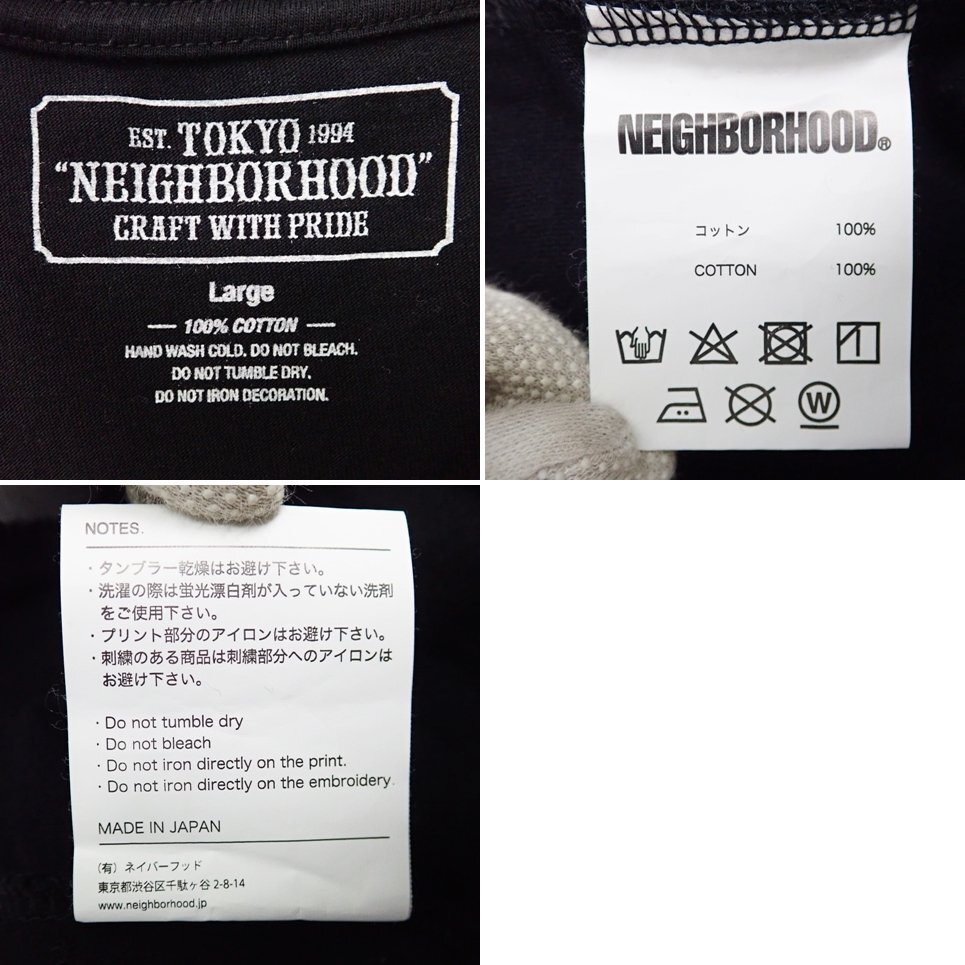 EST. TOKYO 1994
“NEIGHBORHOOD”
CRAFT WITH PRIDE
Large
100% COTTON
HAND WASH COLD. DO NOT BLEACH.
DO NOT TUMBLE DRY.
DO NOT IRON DECORATION.
NEIGHBORHOOD®
コットン 100%
COTTON 100%
W
NOTES.
・タンブラー乾燥はお避け下さい。
・洗濯の際は蛍光漂白剤が入っていない洗剤
をご使用下さい。
・プリント部分のアイロンはお避け下さい。
・刺繍のある商品は刺繍部分へのアイロンは
お避け下さい。
・Do not tumble dry
・Do not bleach
・Do not iron directly on the print.
・Do not iron directly on the embroidery.
MADE IN JAPAN
(有) ネイバーフッド
東京都渋谷区千駄ヶ谷 2-8-14
www.neighborhood.jp